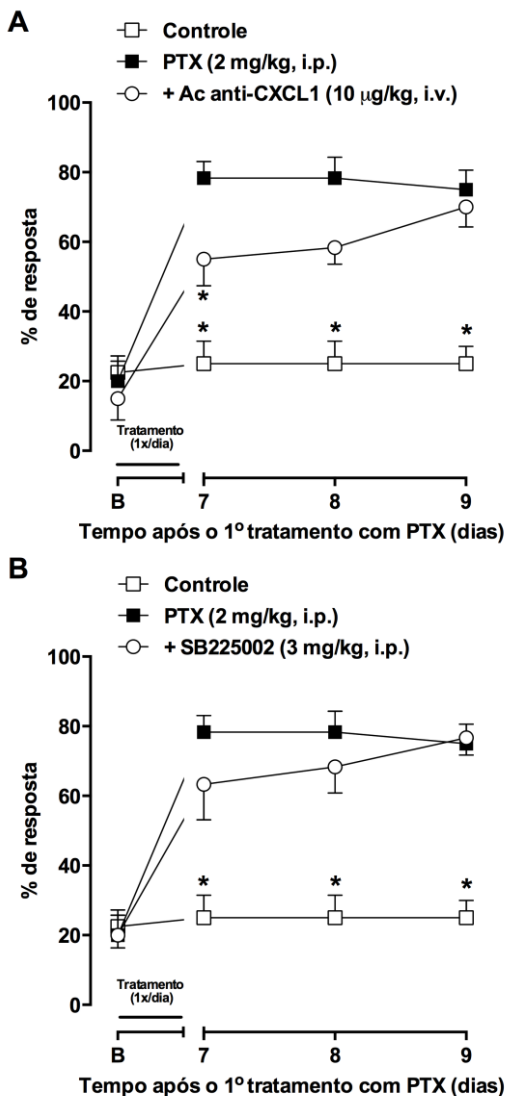 A
Controle
PTX (2 mg/kg, i.p.)
+ Ac anti-CXCL1 (10 μg/kg, i.v.)
100
80
60
40
20
0
% de resposta
*
*
*
*
Tratamento
(1x/dia)
B
7
8
9
Tempo após o 1º tratamento com PTX (dias)
B
Controle
PTX (2 mg/kg, i.p.)
+ SB225002 (3 mg/kg, i.p.)
100
80
60
40
20
0
% de resposta
*
*
*
Tratamento
(1x/dia)
B
7
8
9
Tempo após o 1º tratamento com PTX (dias)